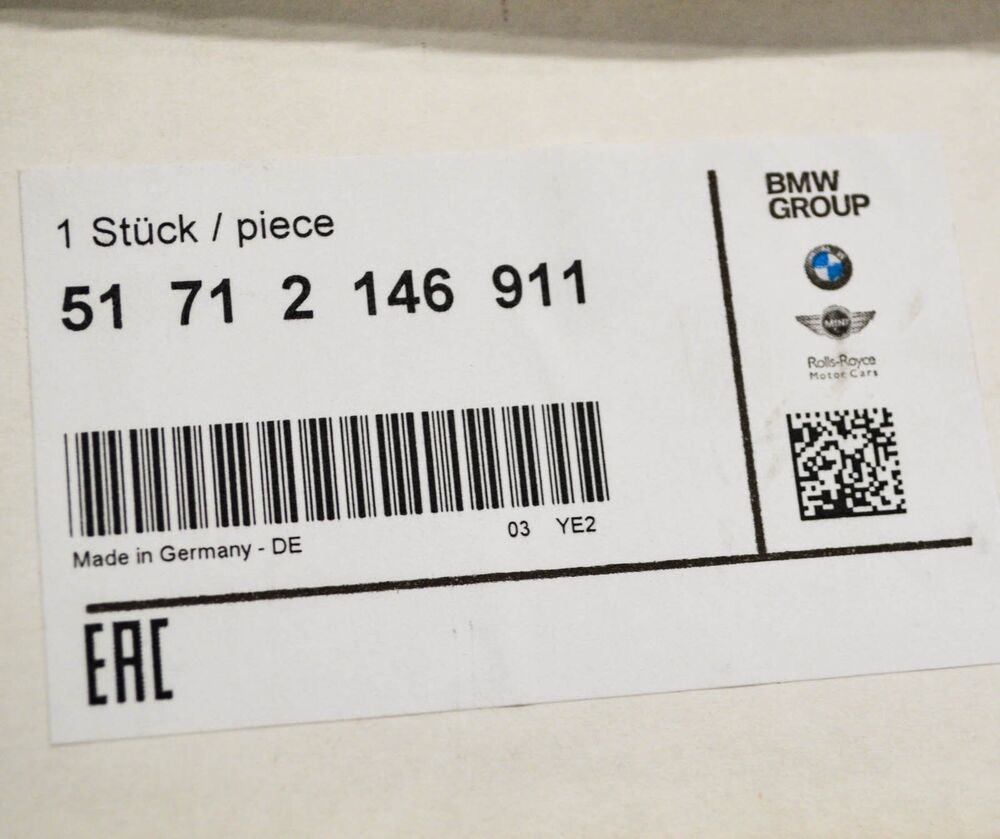 1 Stück / piece
51 71 2 146 911
Made in Germany - DE
03 YE2
EAC
BMW
GROUP
MINI
Rolls-Royce
Motor Cars